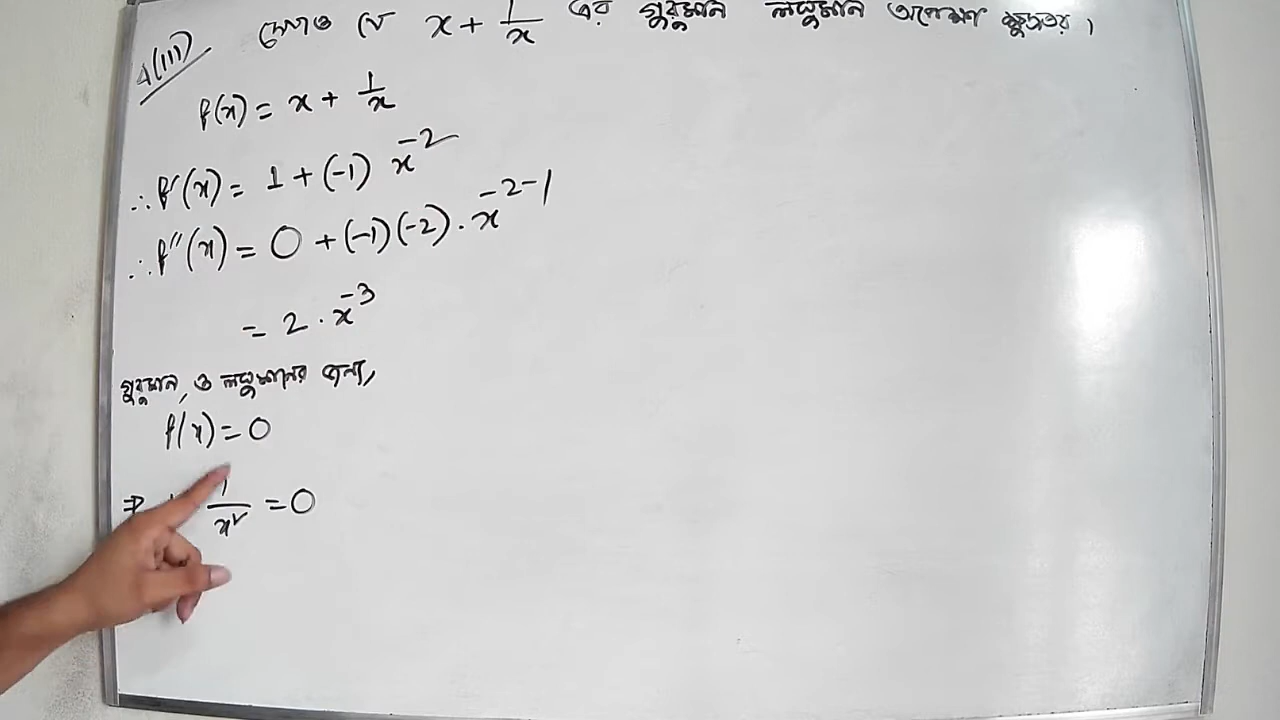 4(iii) দেখাও যে x + 1/x এর গুরুমান লঘুমান অপেক্ষা ক্ষুদ্রতর।
f(x) = x + 1/x
∴ f'(x) = 1 + (-1) x^-2
∴ f''(x) = 0 + (-1)(-2) . x^-2-1
= 2 . x^-3
গুরুমান, ও লঘুমানের জন্য,
f(x) = 0
⇒ 1/x² = 0